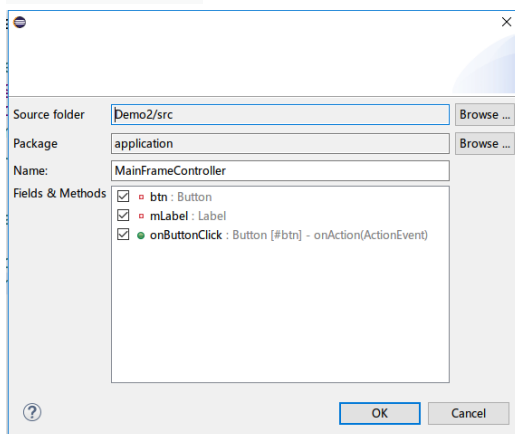 Source folder Demo2/src Browse ...
Package application Browse ...
Name: MainFrameController
Fields & Methods btn : Button
mLabel : Label
onButtonClick : Button [#btn] - onAction(ActionEvent)
? OK Cancel